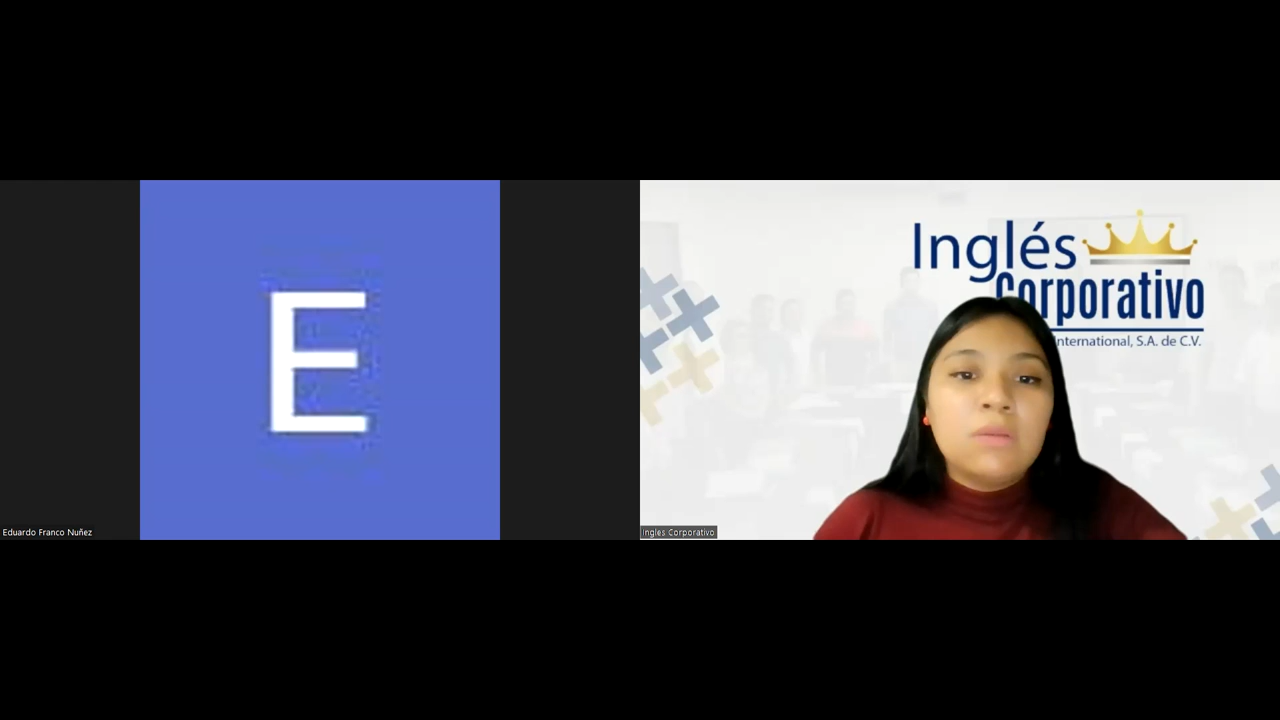 E
Eduardo Franco Nuñez
Inglés
Corporativo
International, S.A. de C.V.
Ingles Corporativo